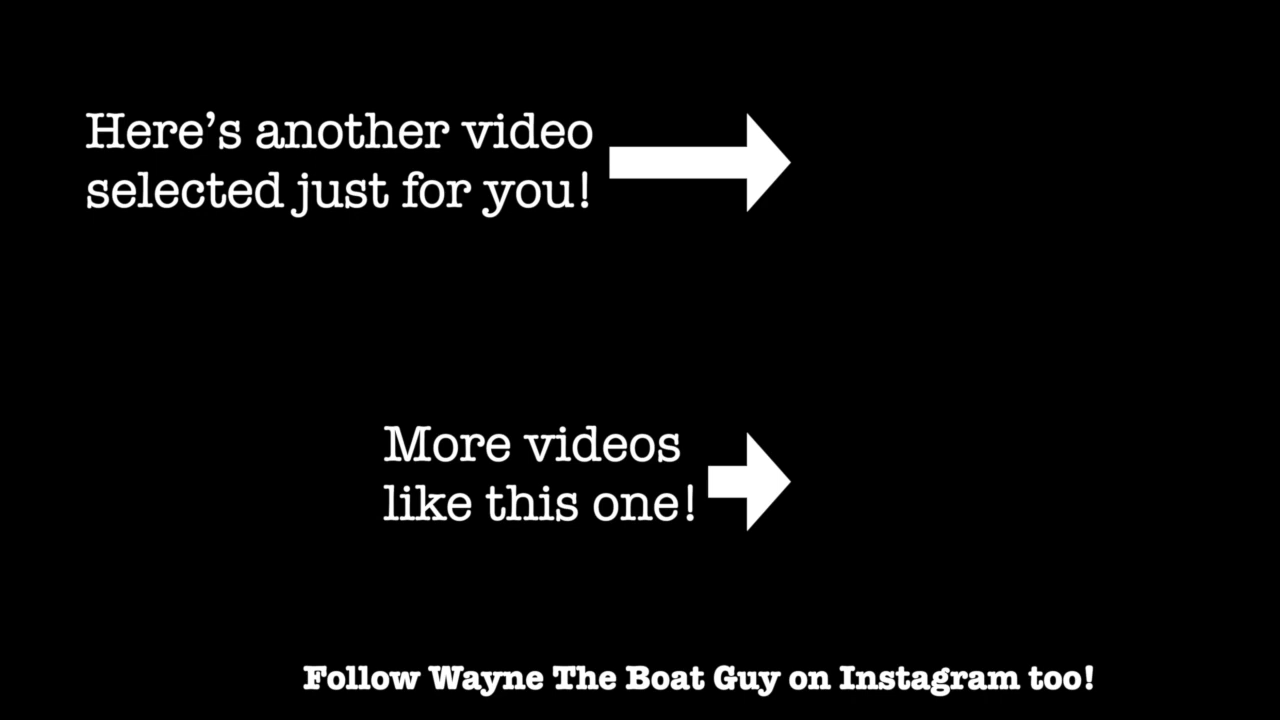 Here’s another video
selected just for you!
More videos
like this one!
Follow Wayne The Boat Guy on Instagram too!